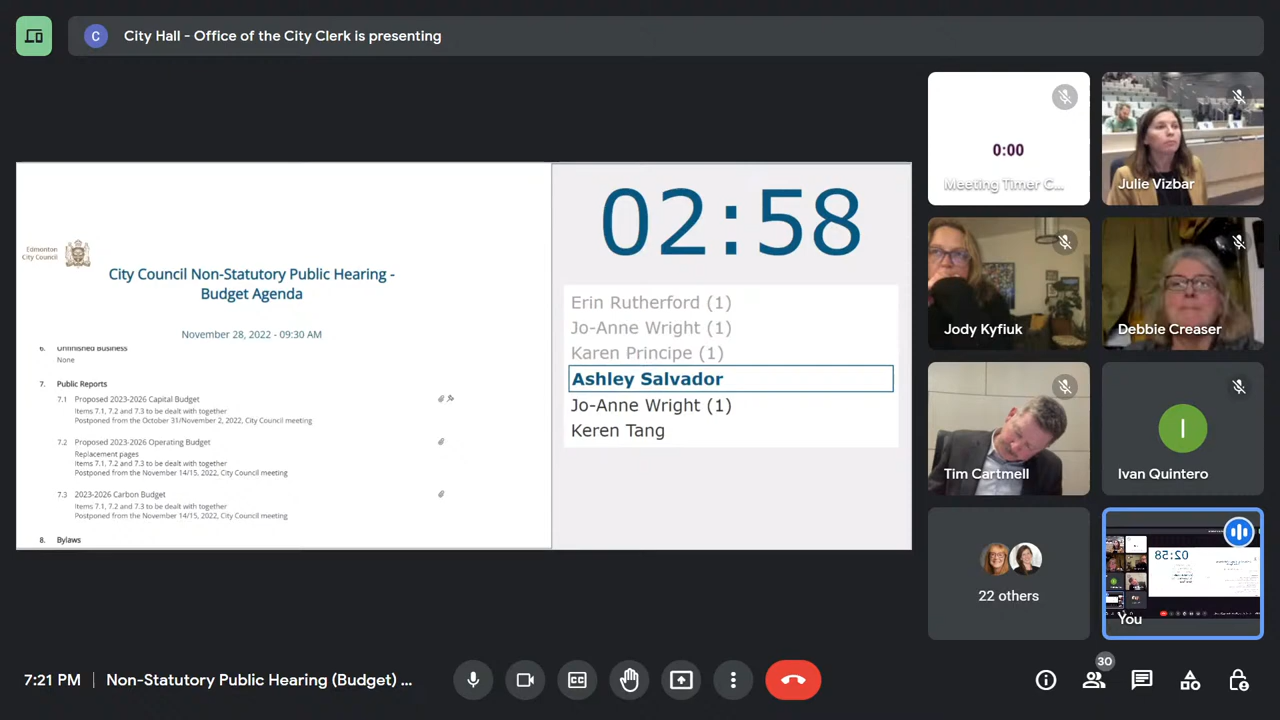 C
City Hall - Office of the City Clerk is presenting
Edmonton
City Council
City Council Non-Statutory Public Hearing -
Budget Agenda
November 28, 2022 - 09:30 AM
6. Unfinished Business
None
7. Public Reports
7.1 Proposed 2023-2026 Capital Budget
Items 7.1, 7.2 and 7.3 to be dealt with together
Postponed from the October 31/November 2, 2022, City Council meeting
7.2 Proposed 2023-2026 Operating Budget
Replacement pages
Items 7.1, 7.2 and 7.3 to be dealt with together
Postponed from the November 14/15, 2022, City Council meeting
7.3 2023-2026 Carbon Budget
Items 7.1, 7.2 and 7.3 to be dealt with together
Postponed from the November 14/15, 2022, City Council meeting
8. Bylaws
02:58
Erin Rutherford (1)
Jo-Anne Wright (1)
Karen Principe (1)
Ashley Salvador
Jo-Anne Wright (1)
Keren Tang
0:00
Meeting Timer C...
Julie Vizbar
Jody Kyfiuk
Debbie Creaser
Tim Cartmell
I
Ivan Quintero
22 others
02:58
You
7:21 PM
Non-Statutory Public Hearing (Budget) ...
CC
30